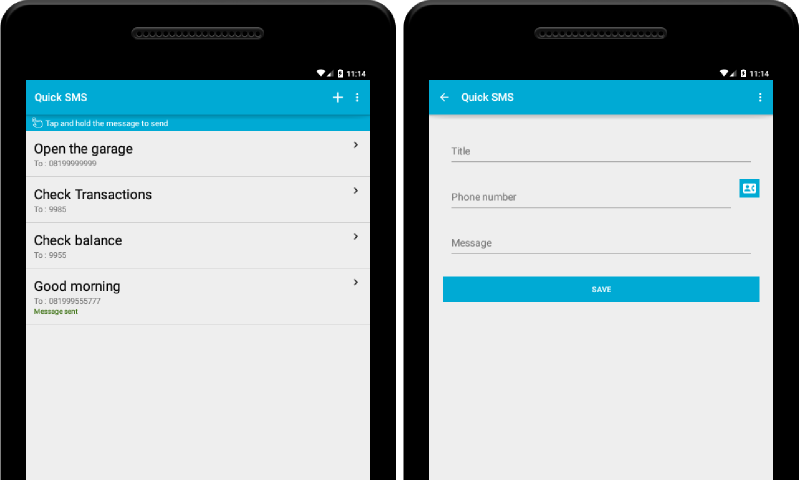 11:14
Quick SMS
Tap and hold the message to send
Open the garage
To : 08199999999
Check Transactions
To : 9985
Check balance
To : 9955
Good morning
To : 081999555777
Message sent
11:14
Quick SMS
Title
Phone number
Message
SAVE